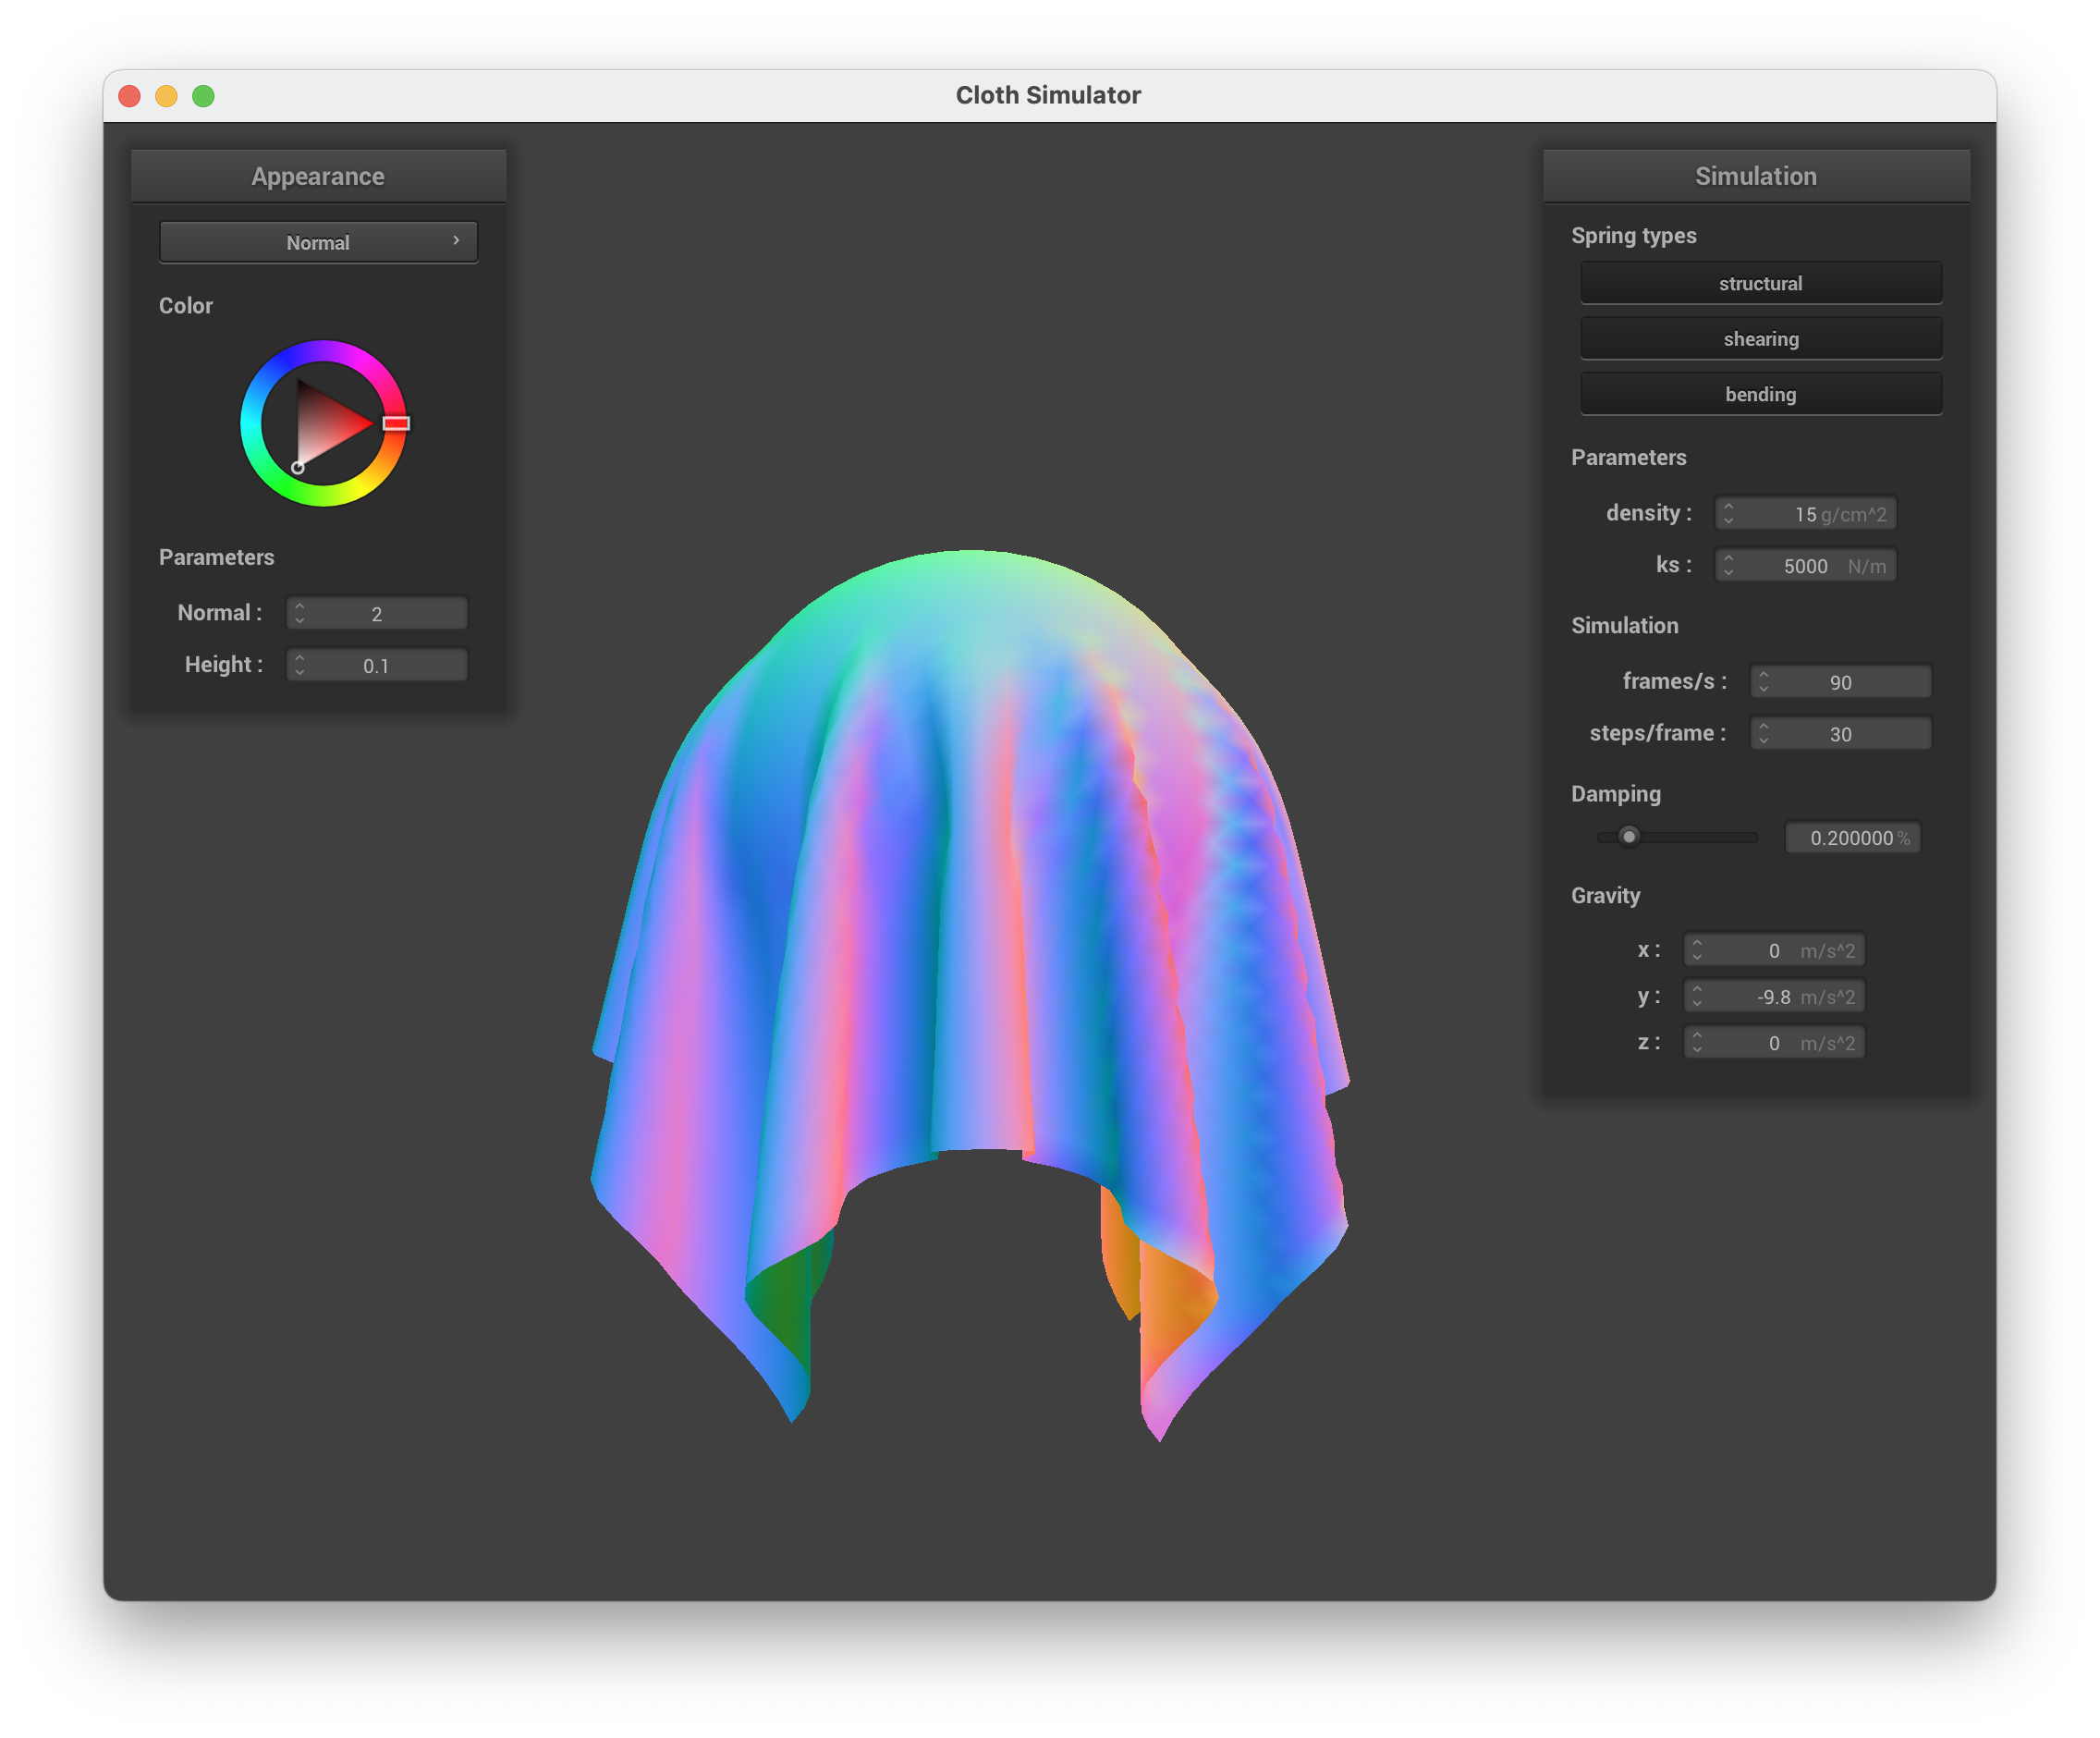 Cloth Simulator
Appearance
Normal
Color
Parameters
Normal : 2
Height : 0.1
Simulation
Spring types
structural
shearing
bending
Parameters
density : 15 g/cm^2
ks : 5000 N/m
Simulation
frames/s : 90
steps/frame : 30
Damping
0.200000 %
Gravity
x : 0 m/s^2
y : -9.8 m/s^2
z : 0 m/s^2